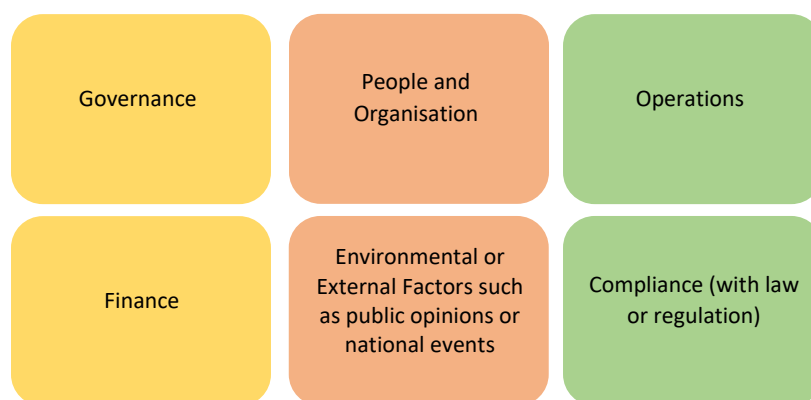 Governance
People and
Organisation
Operations
Finance
Environmental or
External Factors such
as public opinions or
national events
Compliance (with law
or regulation)